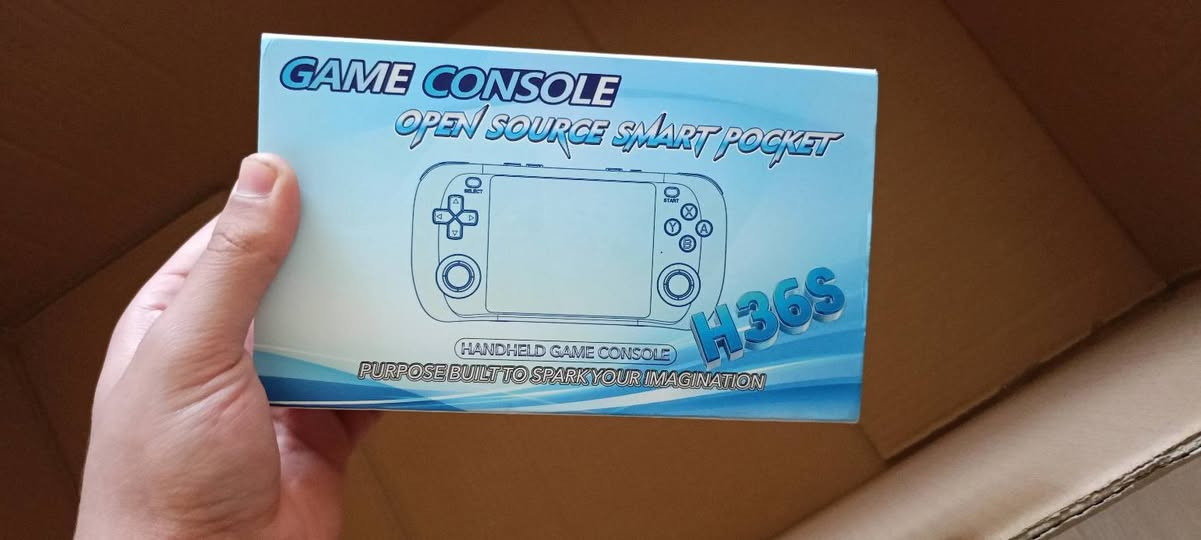 GAME CONSOLE
OPEN SOURCE SMART POCKET
SELECT
START
X
Y
A
B
H36S
HANDHELD GAME CONSOLE
PURPOSE BUILT TO SPARK YOUR IMAGINATION